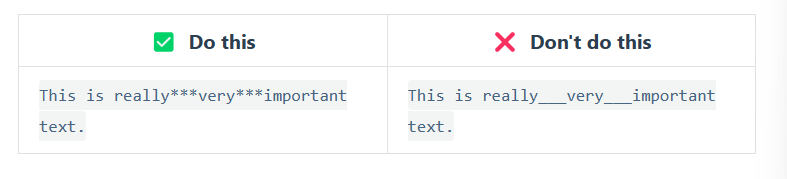 ✅ Do this
❌ Don't do this
This is really***very***important
text.
This is really___very___important
text.